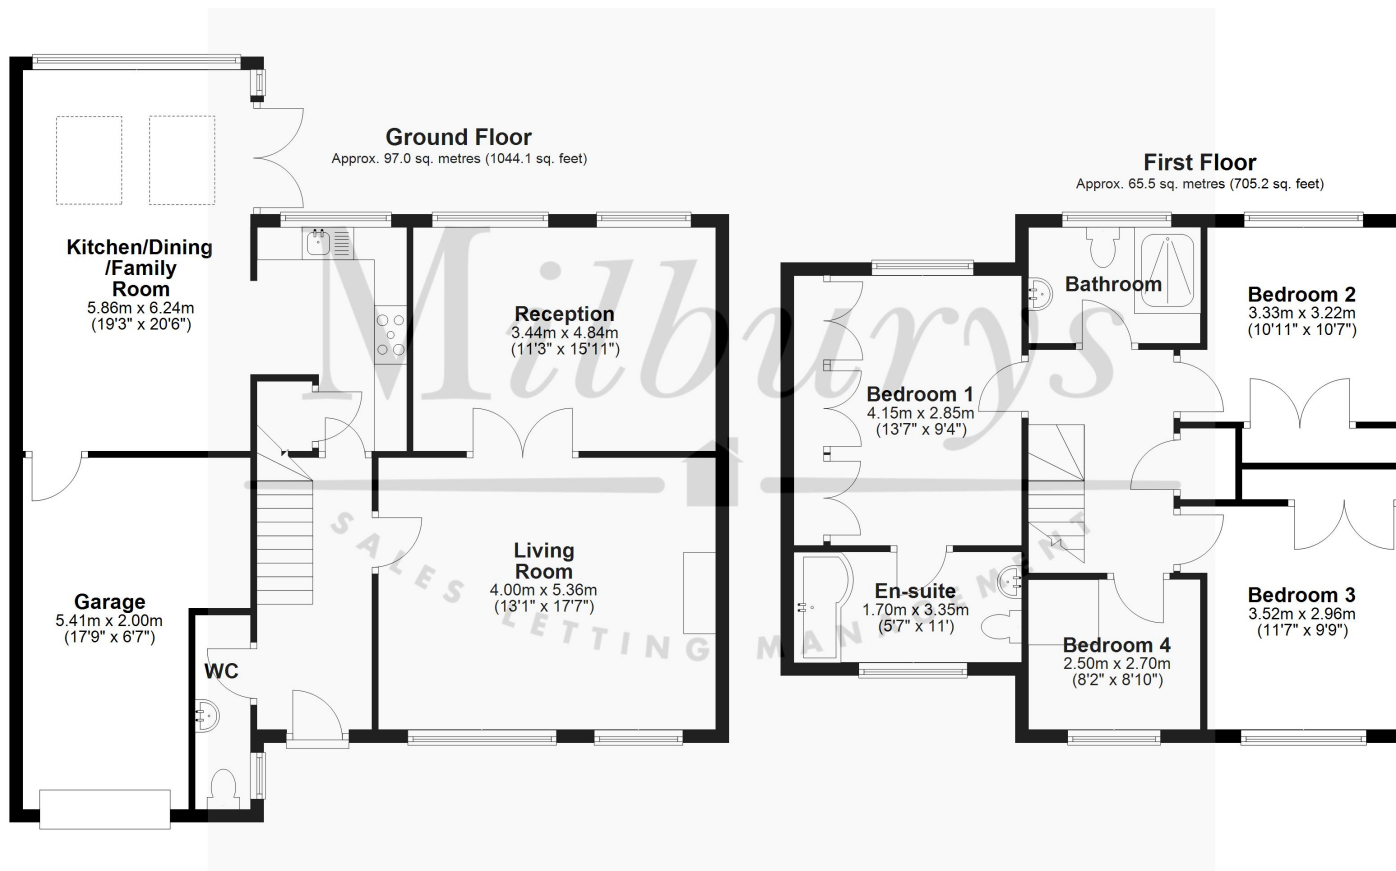 Ground Floor
Approx. 97.0 sq. metres (1044.1 sq. feet)
Kitchen/Dining
/Family
Room
5.86m x 6.24m
(19'3" x 20'6")
Reception
3.44m x 4.84m
(11'3" x 15'11")
Living
Room
4.00m x 5.36m
(13'1" x 17'7")
Garage
5.41m x 2.00m
(17'9" x 6'7")
WC
First Floor
Approx. 65.5 sq. metres (705.2 sq. feet)
Bathroom
Bedroom 2
3.33m x 3.22m
(10'11" x 10'7")
Bedroom 1
4.15m x 2.85m
(13'7" x 9'4")
En-suite
1.70m x 3.35m
(5'7" x 11')
Bedroom 3
3.52m x 2.96m
(11'7" x 9'9")
Bedroom 4
2.50m x 2.70m
(8'2" x 8'10")
Milburys
SALES LETTING MANAGEMENT